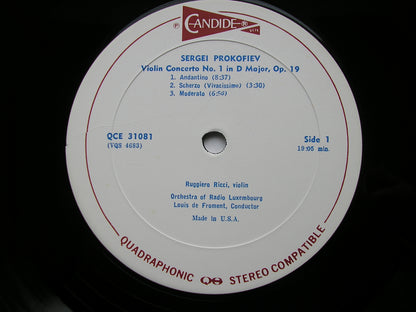 CANDIDE
SERGEI PROKOFIEV
Violin Concerto No. 1 in D Major, Op. 19
1. Andantino (8:37)
2. Scherzo (Vivacissimo) (3:30)
3. Moderato (6:54)
QCE 31081
(VQS 4693)
Side 1
19:05 min.
Ruggiero Ricci, violin
Orchestra of Radio Luxembourg
Louis de Froment, Conductor
Made in U.S.A.
QUADRAPHONIC QS STEREO COMPATIBLE